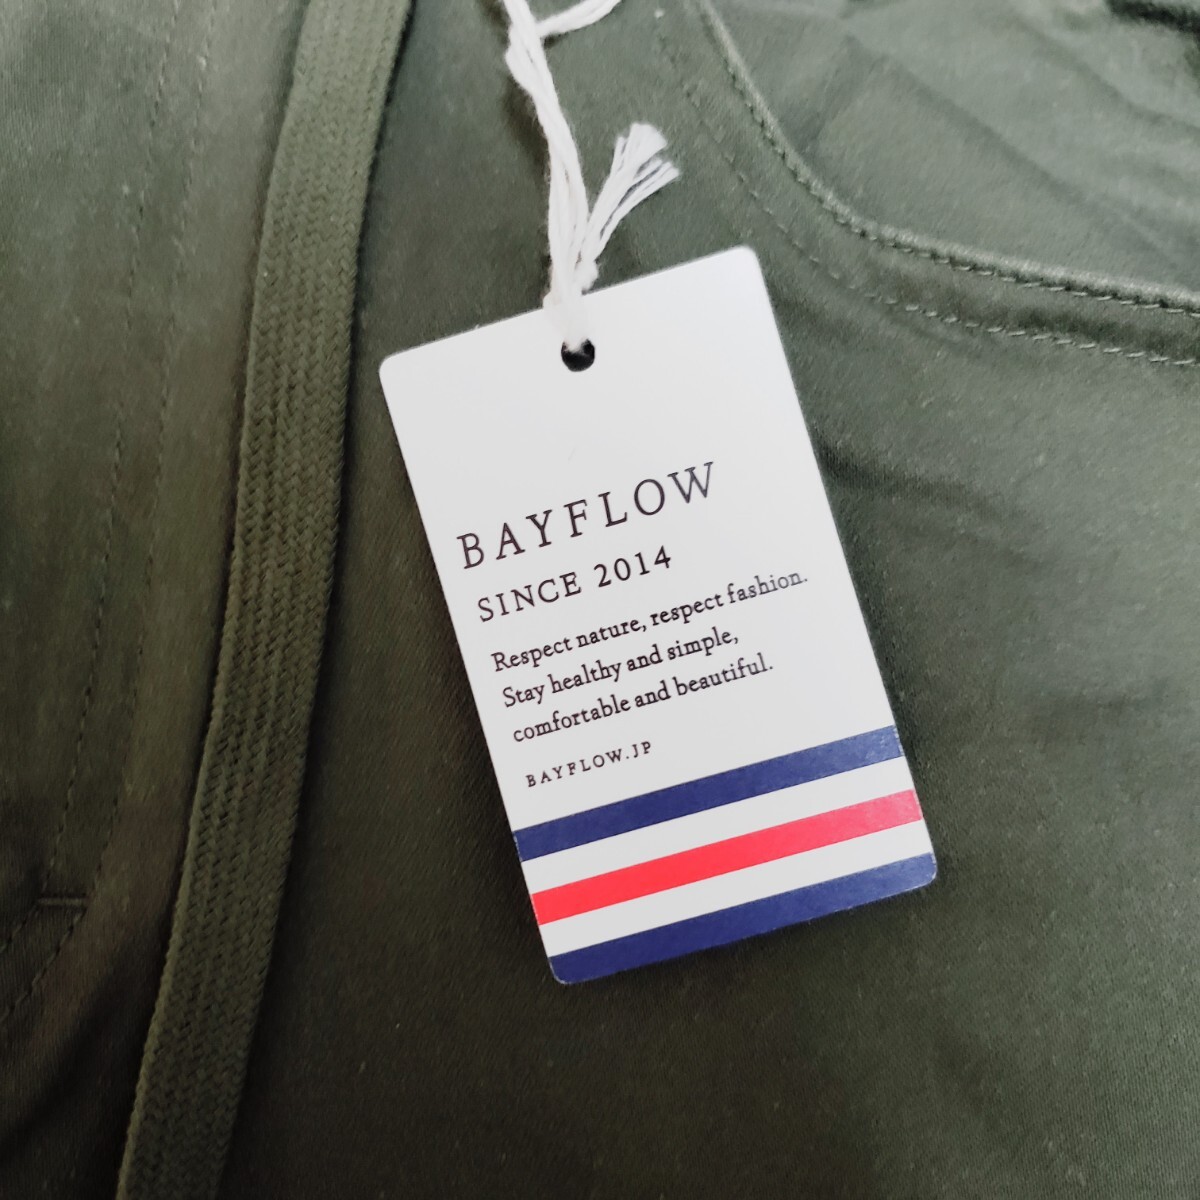 BAYFLOW
SINCE 2014
Respect nature, respect fashion.
Stay healthy and simple,
comfortable and beautiful.
BAYFLOW.JP